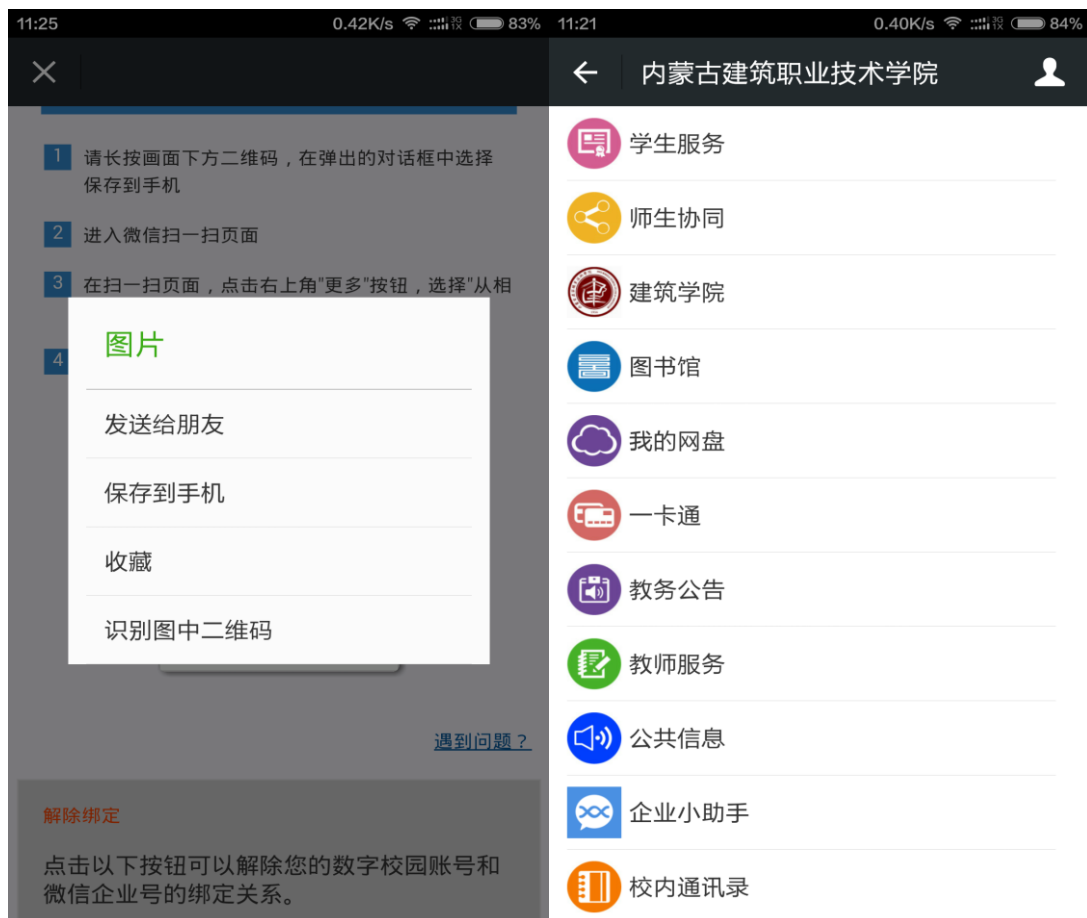 11:25
0.42K/s 3G 1X 83%
1 请长按画面下方二维码，在弹出的对话框中选择
保存到手机
2 进入微信扫一扫页面
3 在扫一扫页面，点击右上角"更多"按钮，选择"从相
4
图片
发送给朋友
保存到手机
收藏
识别图中二维码
遇到问题？
解除绑定
点击以下按钮可以解除您的数字校园账号和
微信企业号的绑定关系。
11:21
0.40K/s 3G 1X 84%
内蒙古建筑职业技术学院
学生服务
师生协同
建筑学院
图书馆
我的网盘
一卡通
教务公告
教师服务
公共信息
企业小助手
校内通讯录